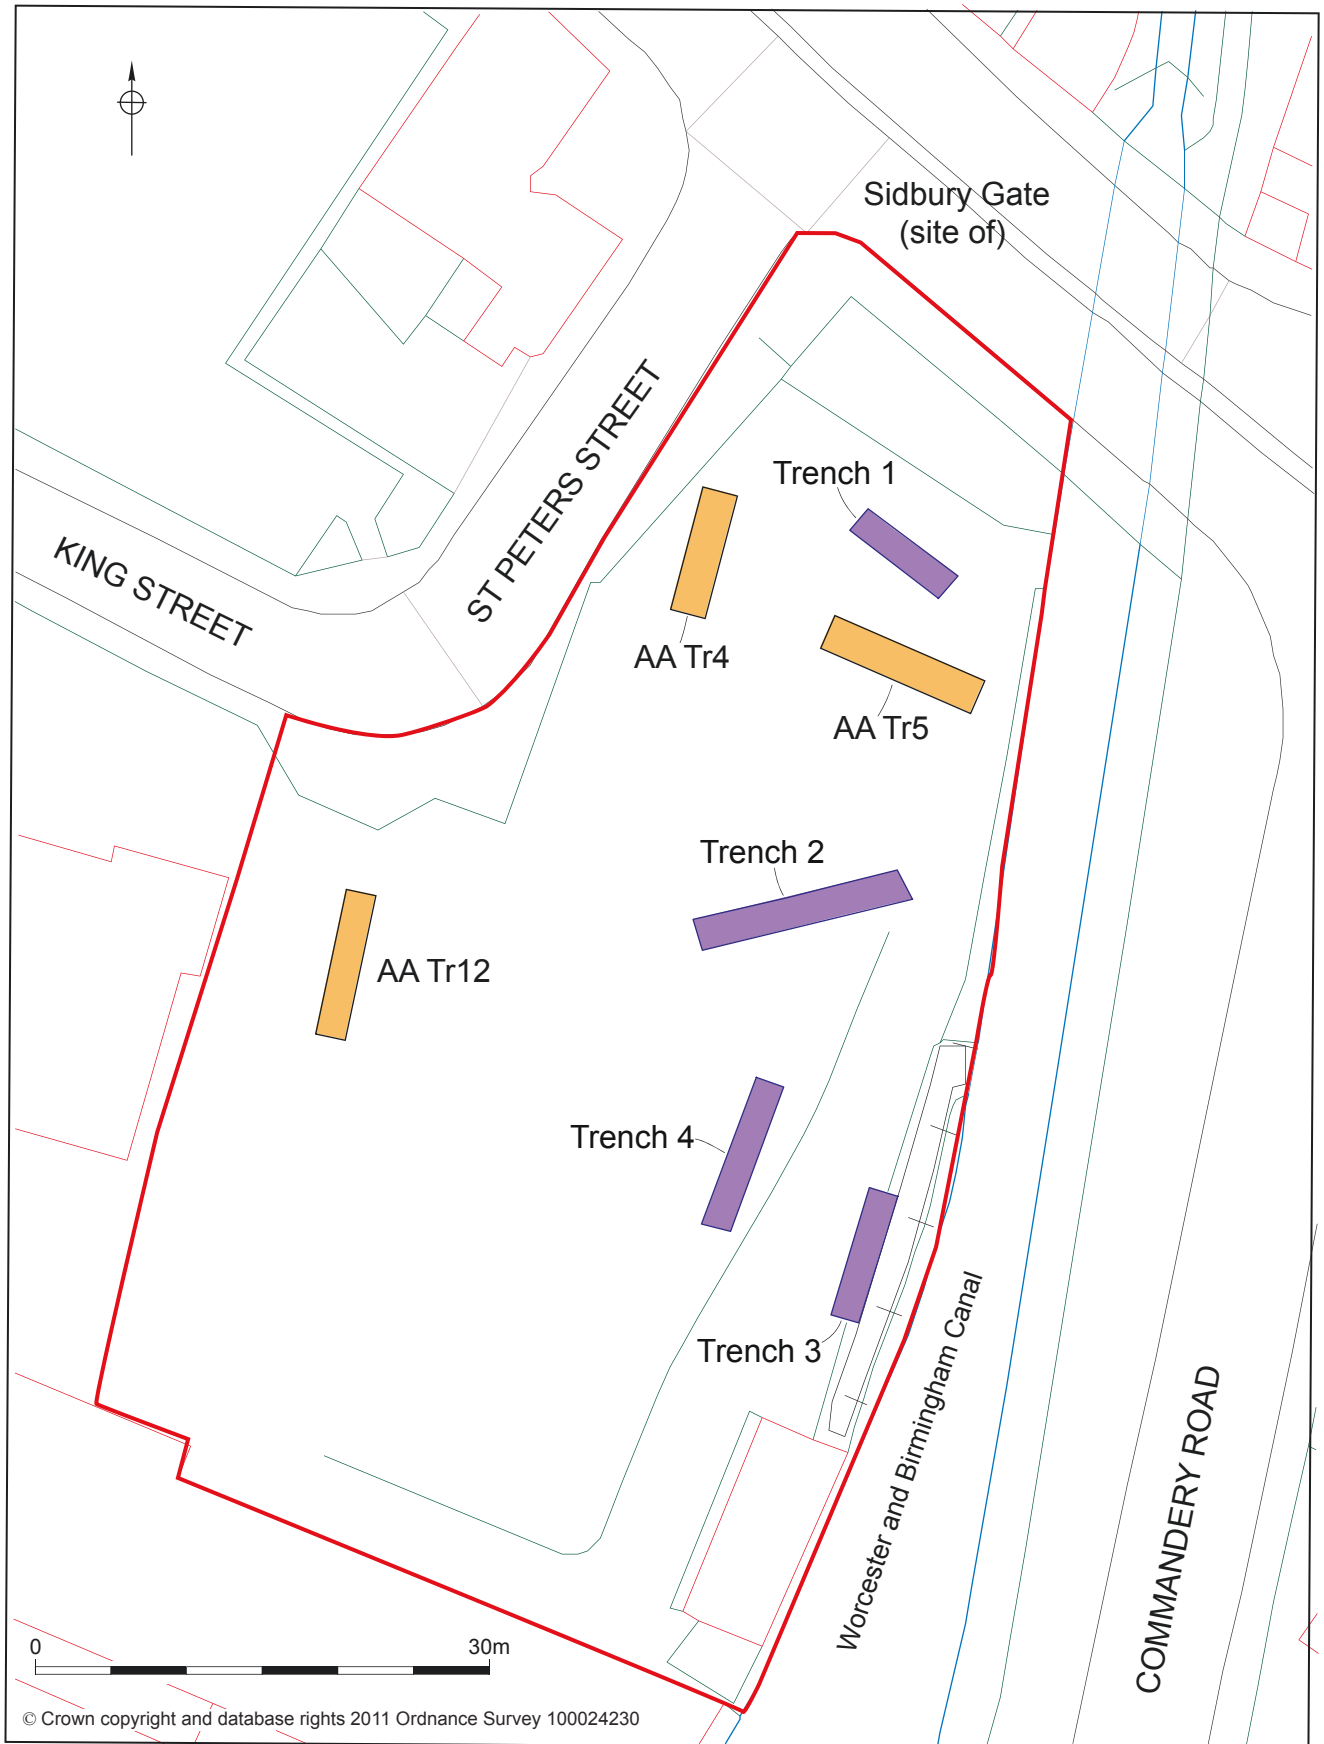 Sidbury Gate
(site of)
ST PETERS STREET
KING STREET
Trench 1
AA Tr4
AA Tr5
Trench 2
AA Tr12
Trench 4
Trench 3
Worcester and Birmingham Canal
COMMANDERY ROAD
0 30m
© Crown copyright and database rights 2011 Ordnance Survey 100024230